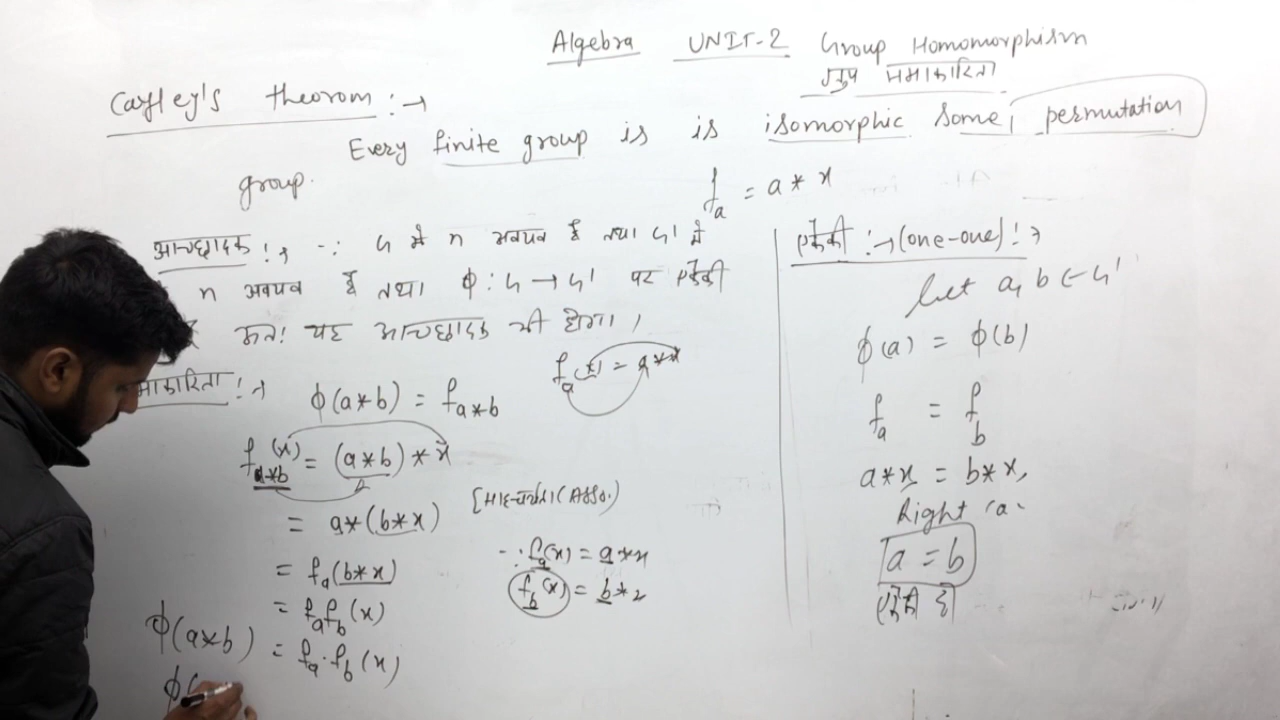 Algebra UNIT-2 Group Homomorphism
ग्रुप समाकारिता
Cayley's theorom :→
Every finite group is is isomorphic some, permutation
group.
f_a = a * x
आच्छादक :→ ∵ G में n अवयव हैं तथा G' में
n अवयव हैं तथा ϕ : G → G' पर एकैकी
अतः यह आच्छादक भी होगा।
f_a(x) = a*x
माकारिता :→ ϕ(a*b) = f_{a*b}
f_{a*b}(x) = (a*b)*x
= a*(b*x) [साहचर्यता (Asso.)
= f_a(b*x) ∵ f_a(x) = a*x
= f_a f_b (x) f_b(x) = b*x
ϕ(a*b) = f_a · f_b (x)
ϕ(
एकैकी :→ (one-one) :→
Let a, b ∈ G'
ϕ(a) = ϕ(b)
f_a = f_b
a*x = b*x,
Right ca.
a = b
एकैकी है